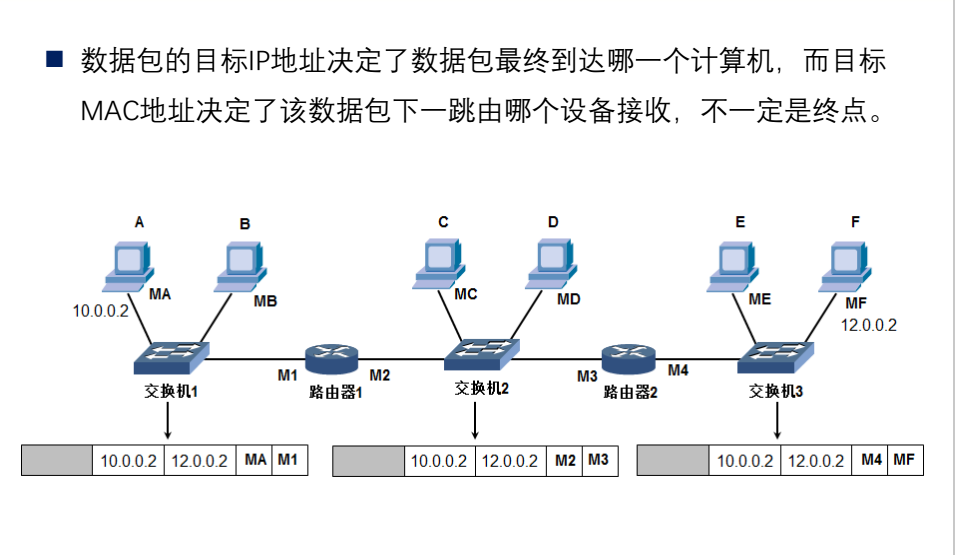 数据包的目标IP地址决定了数据包最终到达哪一个计算机，而目标
MAC地址决定了该数据包下一跳由哪个设备接收，不一定是终点。
A B C D E F
MA MB MC MD ME MF
10.0.0.2 12.0.0.2
M1 M2 M3 M4
交换机1 路由器1 交换机2 路由器2 交换机3
10.0.0.2 12.0.0.2 MA M1
10.0.0.2 12.0.0.2 M2 M3
10.0.0.2 12.0.0.2 M4 MF